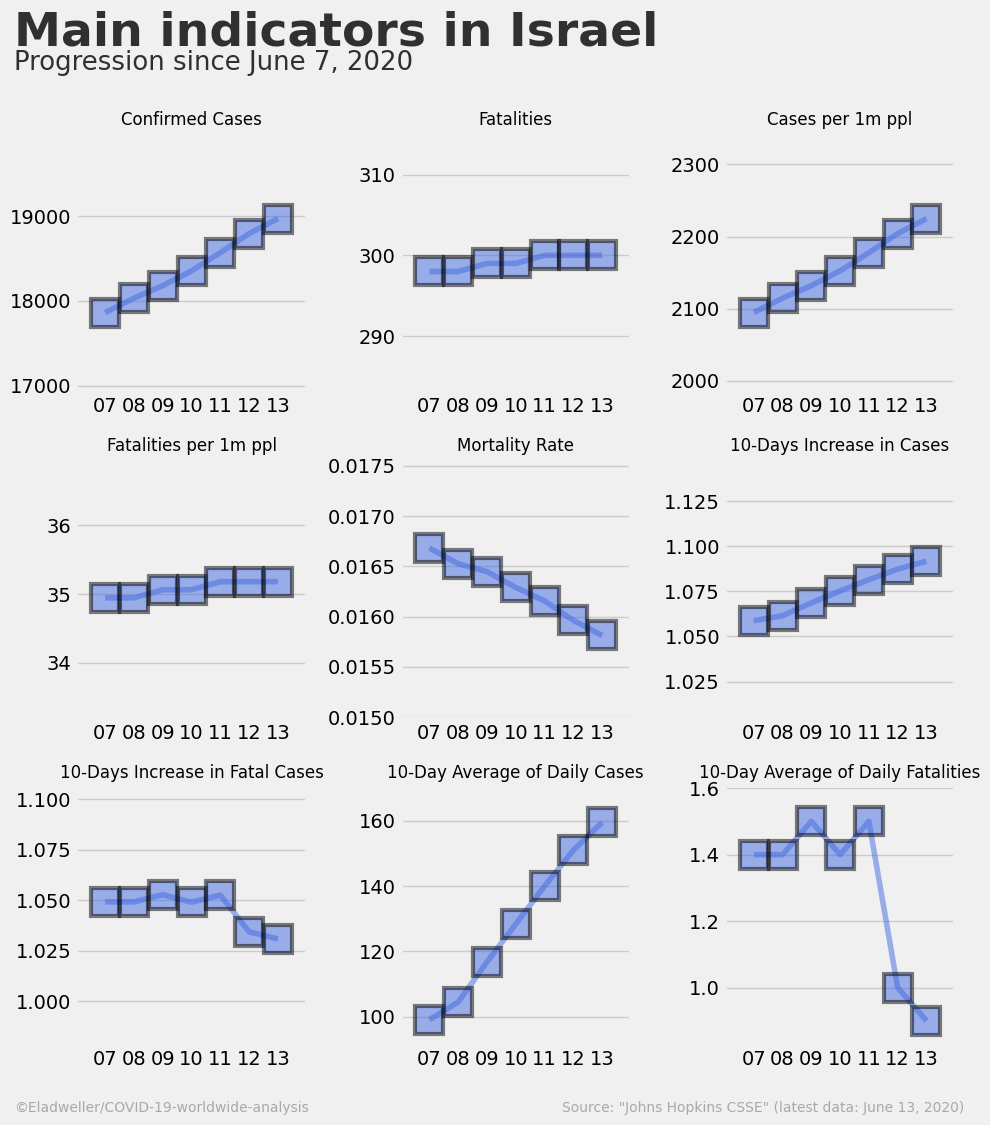 Main indicators in Israel
Progression since June 7, 2020
Confirmed Cases
19000
18000
17000
07 08 09 10 11 12 13
Fatalities
310
300
290
07 08 09 10 11 12 13
Cases per 1m ppl
2300
2200
2100
2000
07 08 09 10 11 12 13
Fatalities per 1m ppl
36
35
34
07 08 09 10 11 12 13
Mortality Rate
0.0175
0.0170
0.0165
0.0160
0.0155
0.0150
07 08 09 10 11 12 13
10-Days Increase in Cases
1.125
1.100
1.075
1.050
1.025
07 08 09 10 11 12 13
10-Days Increase in Fatal Cases
1.100
1.075
1.050
1.025
1.000
07 08 09 10 11 12 13
10-Day Average of Daily Cases
160
140
120
100
07 08 09 10 11 12 13
10-Day Average of Daily Fatalities
1.6
1.4
1.2
1.0
07 08 09 10 11 12 13
©Eladweller/COVID-19-worldwide-analysis
Source: "Johns Hopkins CSSE" (latest data: June 13, 2020)